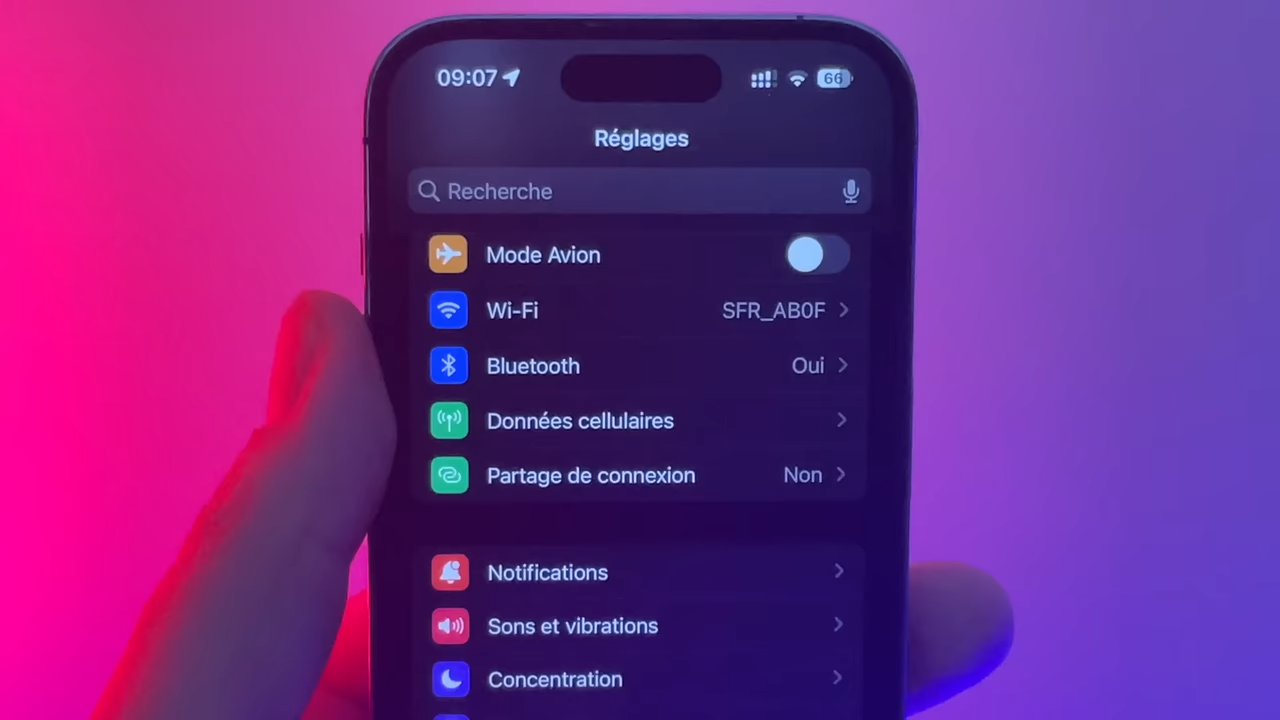 09:07 66
Réglages
Recherche
Mode Avion
Wi-Fi SFR_AB0F
Bluetooth Oui
Données cellulaires
Partage de connexion Non
Notifications
Sons et vibrations
Concentration